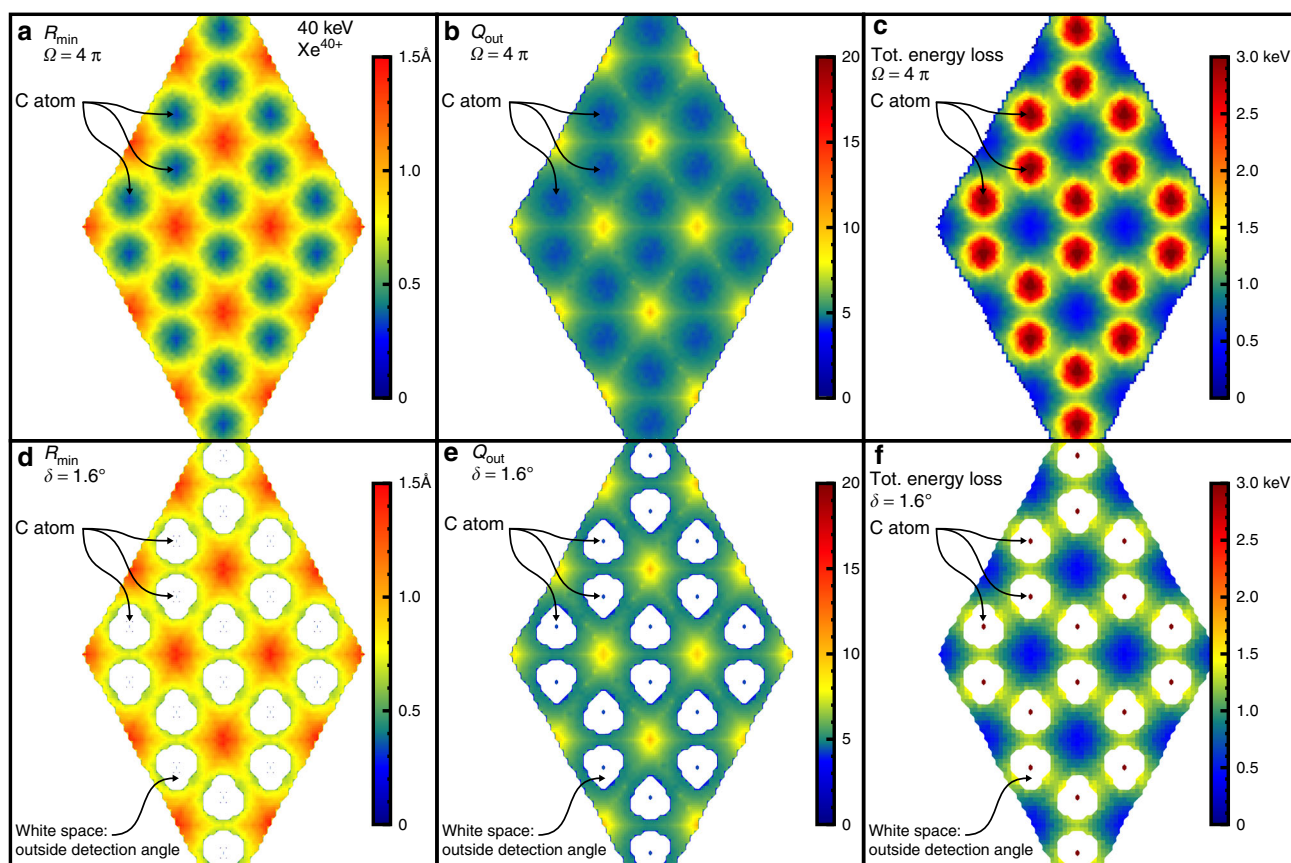 a
R_min
Ω = 4 π
40 keV
Xe⁴⁰⁺
C atom
1.5Å
1.0
0.5
0
b
Q_out
Ω = 4 π
C atom
20
15
10
5
0
c
Tot. energy loss
Ω = 4 π
C atom
3.0 keV
2.5
2.0
1.5
1.0
0.5
0
d
R_min
δ = 1.6°
C atom
1.5Å
1.0
0.5
0
White space:
outside detection angle
e
Q_out
δ = 1.6°
C atom
20
15
10
5
0
White space:
outside detection angle
f
Tot. energy loss
δ = 1.6°
C atom
3.0 keV
2.5
2.0
1.5
1.0
0.5
0
White space:
outside detection angle